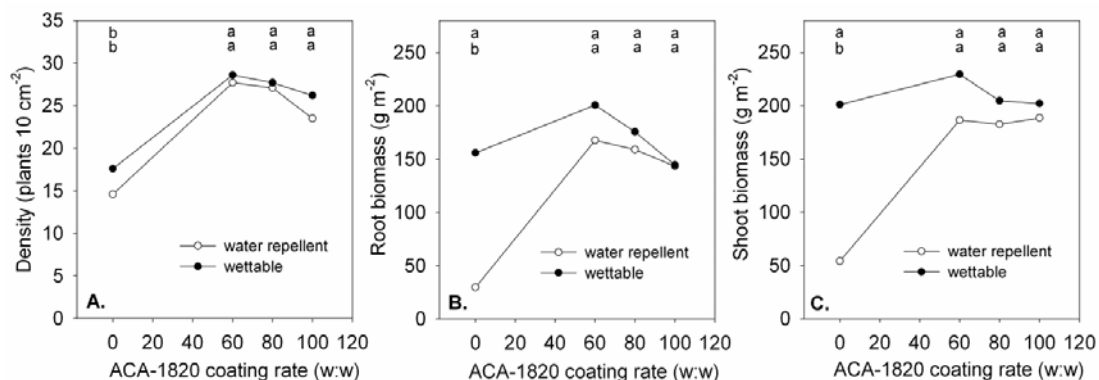 35
30
25
20
15
10
5
0
Density (plants 10 cm⁻²)
b a a a
b a a a
water repellent
wettable
A.
0 20 40 60 80 100 120
ACA-1820 coating rate (w:w)
250
200
150
100
50
0
Root biomass (g m⁻²)
a a a a
b a a a
water repellent
wettable
B.
0 20 40 60 80 100 120
ACA-1820 coating rate (w:w)
250
200
150
100
50
0
Shoot biomass (g m⁻²)
a a a a
b a a a
water repellent
wettable
C.
0 20 40 60 80 100 120
ACA-1820 coating rate (w:w)